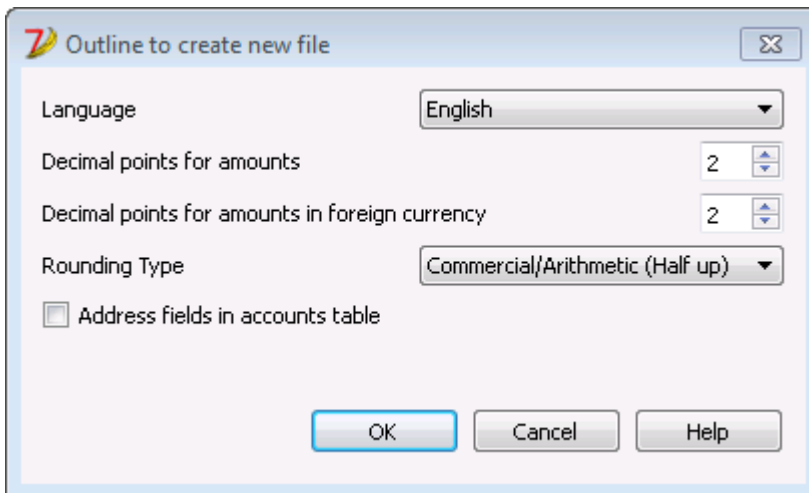 Outline to create new file
Language English
Decimal points for amounts 2
Decimal points for amounts in foreign currency 2
Rounding Type Commercial/Arithmetic (Half up)
Address fields in accounts table
OK Cancel Help